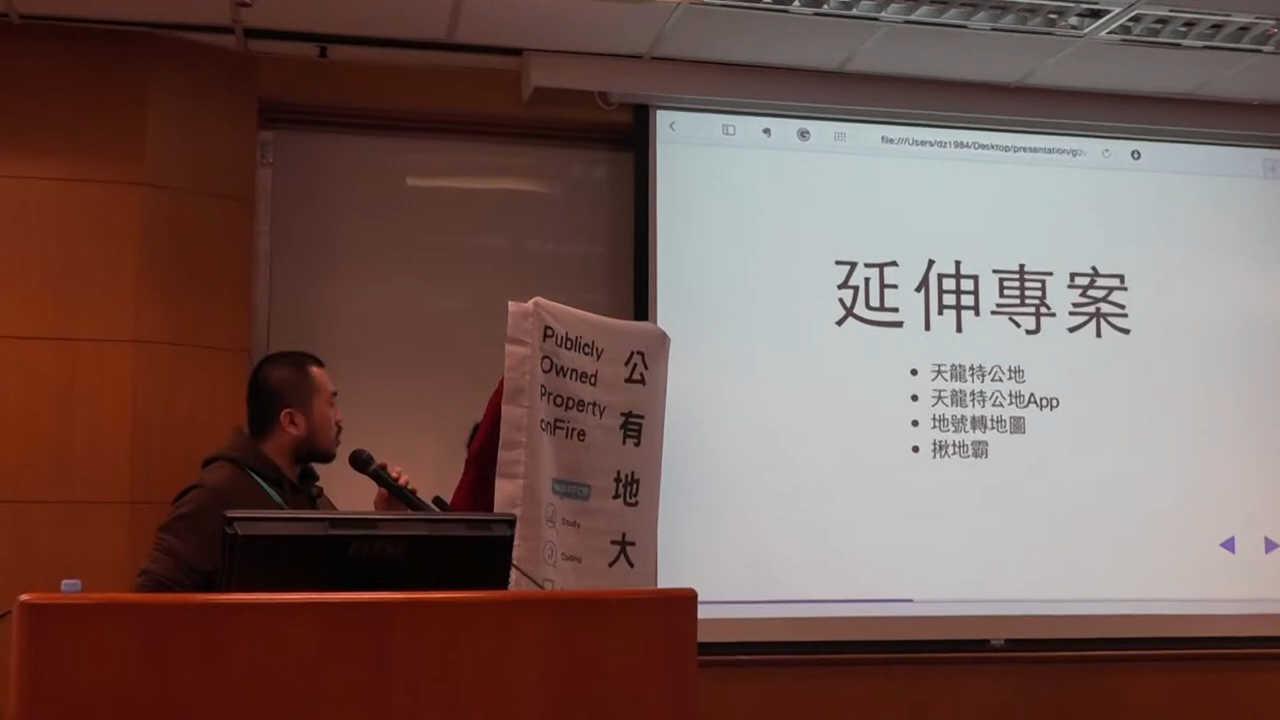 file:///Users/dz1984/Desktop/presentation/g0v
延伸專案
天龍特公地
天龍特公地App
地號轉地圖
揪地霸
Publicly
Owned
Property
onFire
公有地大
Study